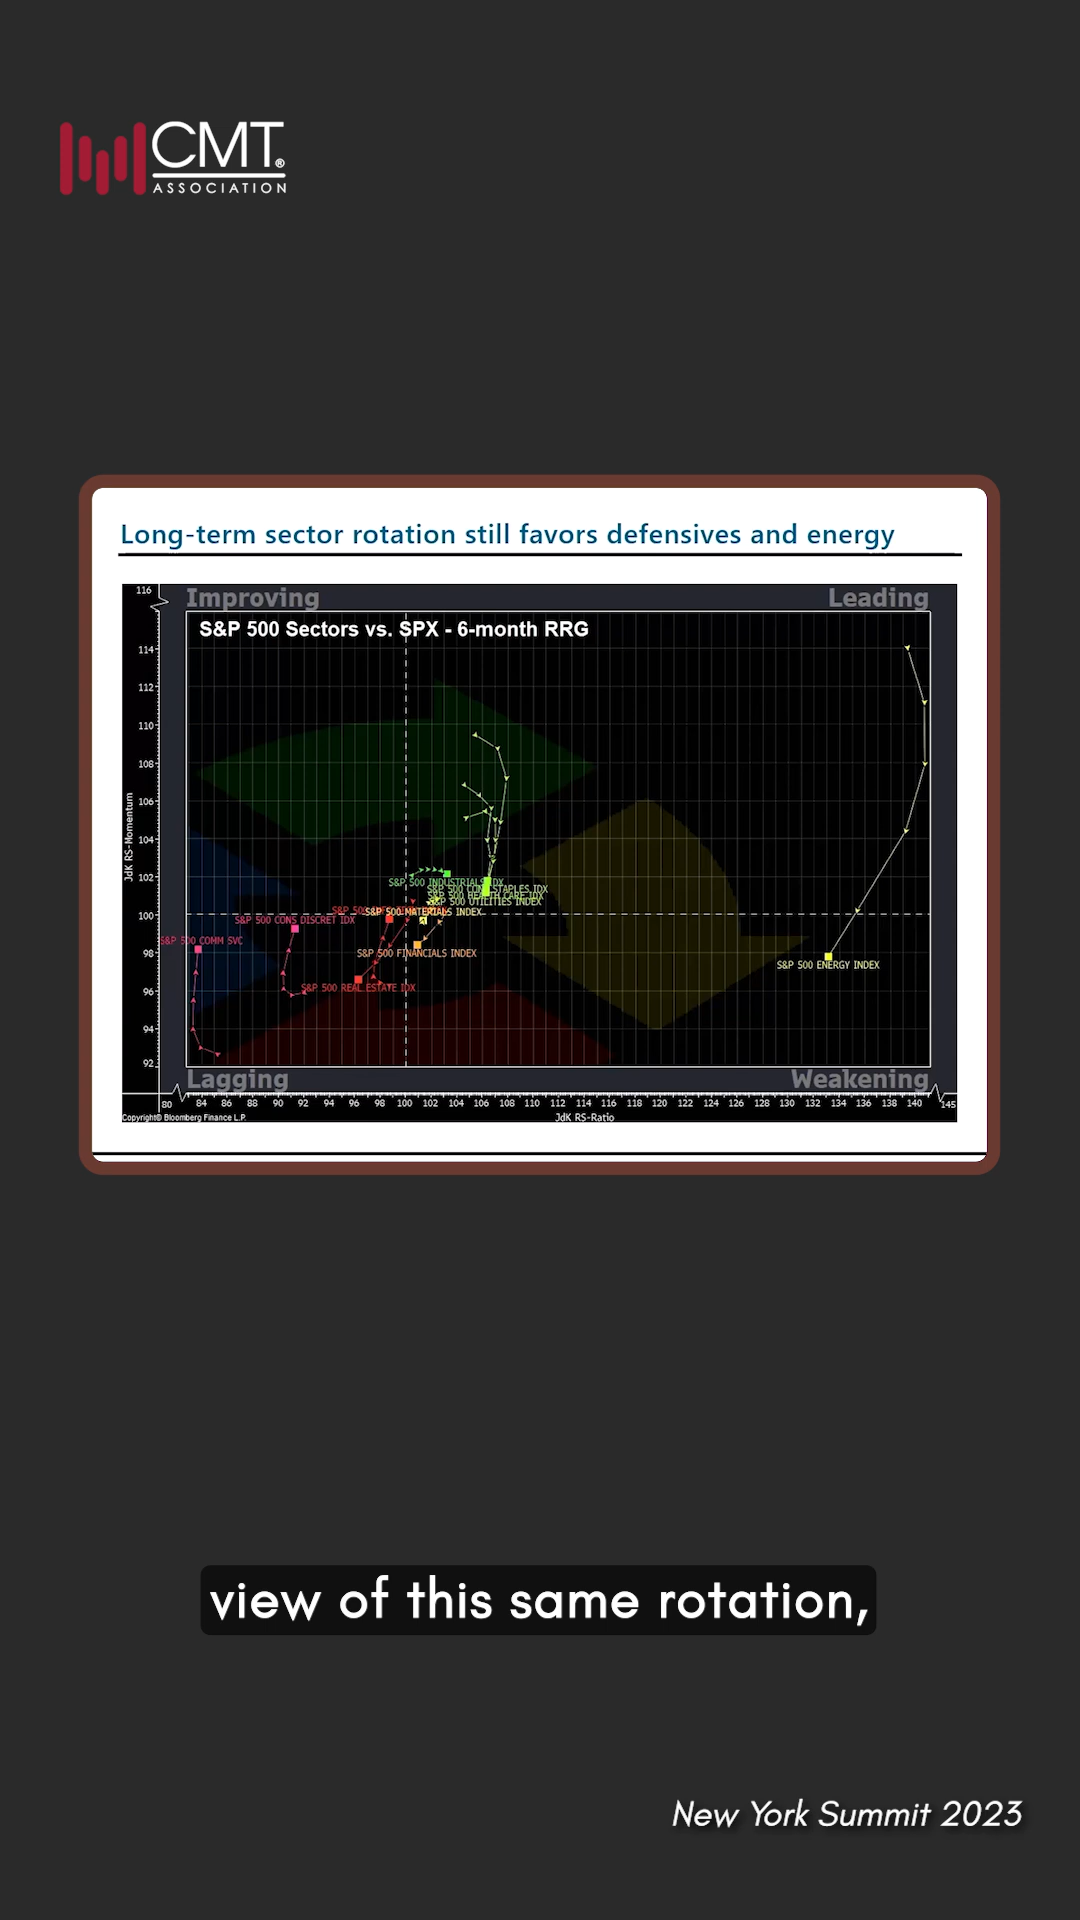 CMT®
ASSOCIATION
Long-term sector rotation still favors defensives and energy
116
Improving
Leading
S&P 500 Sectors vs. SPX - 6-month RRG
114
112
110
108
106
104
102
100
98
96
94
92
JdK RS-Momentum
S&P 500 INDUSTRIALS IDX
S&P 500 CONS STAPLES IDX
S&P 500 HEALTH CARE IDX
S&P 500 UTILITIES INDEX
S&P 500 MATERIALS INDEX
S&P 500 CONS DISCRET IDX
S&P 500 COMM SVC
S&P 500 FINANCIALS INDEX
S&P 500 ENERGY INDEX
S&P 500 REAL ESTATE IDX
Lagging
Weakening
80 84 86 88 90 92 94 96 98 100 102 104 106 108 110 112 114 116 118 120 122 124 126 128 130 132 134 136 138 140 145
Copyright© Bloomberg Finance L.P.
JdK RS-Ratio
view of this same rotation,
New York Summit 2023